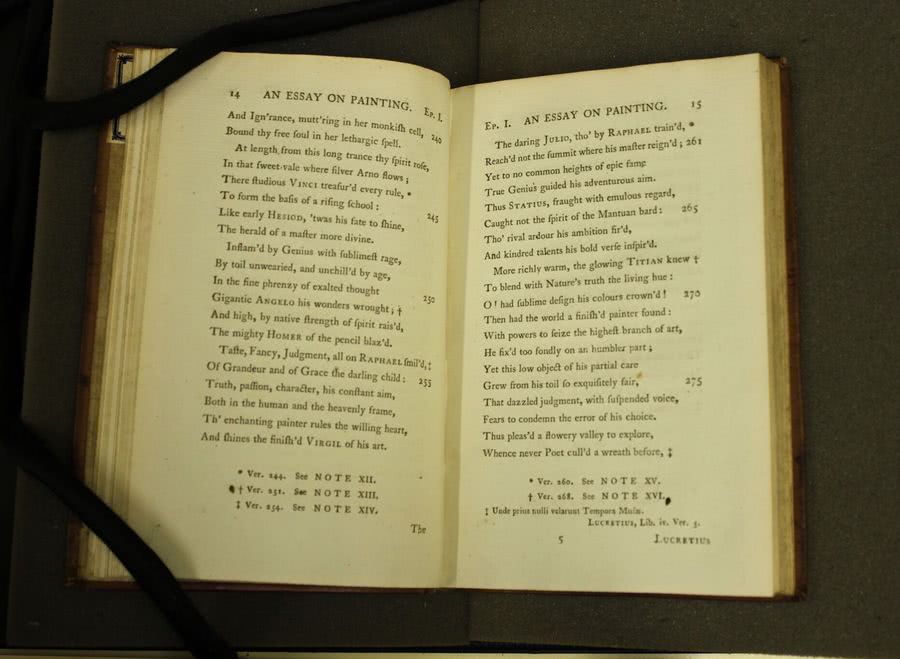 14 AN ESSAY ON PAINTING. Ep. I.
And Ign'rance, mutt'ring in her monkiſh cell, 240
Bound thy free ſoul in her lethargic ſpell.
At length from this long trance thy ſpirit roſe,
In that ſweet vale where ſilver Arno flows;
There ſtudious VINCI treaſur'd every rule, *
To form the baſis of a riſing ſchool: 245
Like early HESIOD, 'twas his fate to ſhine,
The herald of a maſter more divine.
Inflam'd by Genius with ſublimeſt rage,
By toil unwearied, and unchill'd by age,
In the fine phrenzy of exalted thought 250
Gigantic ANGELO his wonders wrought; †
And high, by native ſtrength of ſpirit rais'd,
The mighty HOMER of the pencil blaz'd.
Taſte, Fancy, Judgment, all on RAPHAEL ſmil'd, ‡
Of Grandeur and of Grace the darling child: 255
Truth, paſſion, character, his conſtant aim,
Both in the human and the heavenly frame,
Th' enchanting painter rules the willing heart,
And ſhines the finiſh'd VIRGIL of his art.
* Ver. 244. See NOTE XII.
† Ver. 251. See NOTE XIII.
‡ Ver. 254. See NOTE XIV.
The
Ep. I. AN ESSAY ON PAINTING. 15
The daring JULIO, tho' by RAPHAEL train'd, *
Reach'd not the ſummit where his maſter reign'd; 261
Yet to no common heights of epic fame
True Genius guided his adventurous aim.
Thus STATIUS, fraught with emulous regard,
Caught not the ſpirit of the Mantuan bard: 265
Tho' rival ardour his ambition fir'd,
And kindred talents his bold verſe inſpir'd.
More richly warm, the glowing TITIAN knew †
To blend with Nature's truth the living hue:
O! had ſublime deſign his colours crown'd! 270
Then had the world a finiſh'd painter found:
With powers to ſeize the higheſt branch of art,
He fix'd too fondly on an humbler part;
Yet this low object of his partial care
Grew from his toil ſo exquiſitely fair, 275
That dazzled judgment, with ſuſpended voice,
Fears to condemn the error of his choice.
Thus pleas'd a flowery valley to explore,
Whence never Poet cull'd a wreath before, ‡
* Ver. 260. See NOTE XV.
† Ver. 268. See NOTE XVI.
‡ Unde prius nulli velarunt Tempora Muſæ.
LUCRETIUS, Lib. iv. Ver. 5.
5 LUCRETIUS